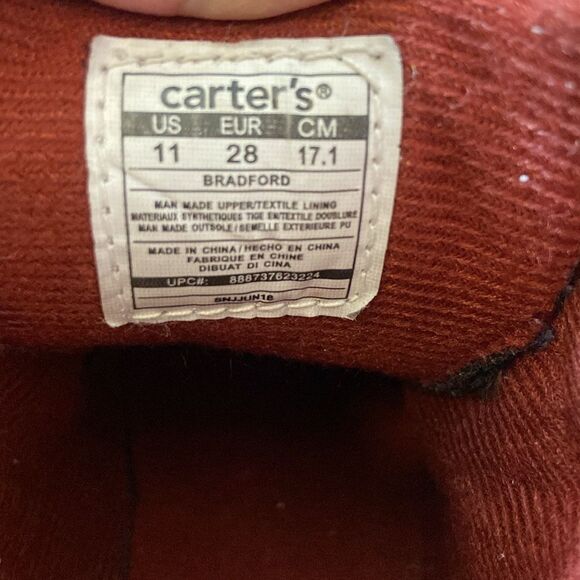 carter's®
US EUR CM
11 28 17.1
BRADFORD
MAN MADE UPPER/TEXTILE LINING
MATERIAUX SYNTHETIQUES TIGE EN/TEXTILE DOUBLURE
MAN MADE OUTSOLE/SEMELLE EXTERIEURE PU
MADE IN CHINA/HECHO EN CHINA
FABRIQUE EN CHINE
DIBUAT DI CINA
UPC#: 888737623224
SNJJUN18